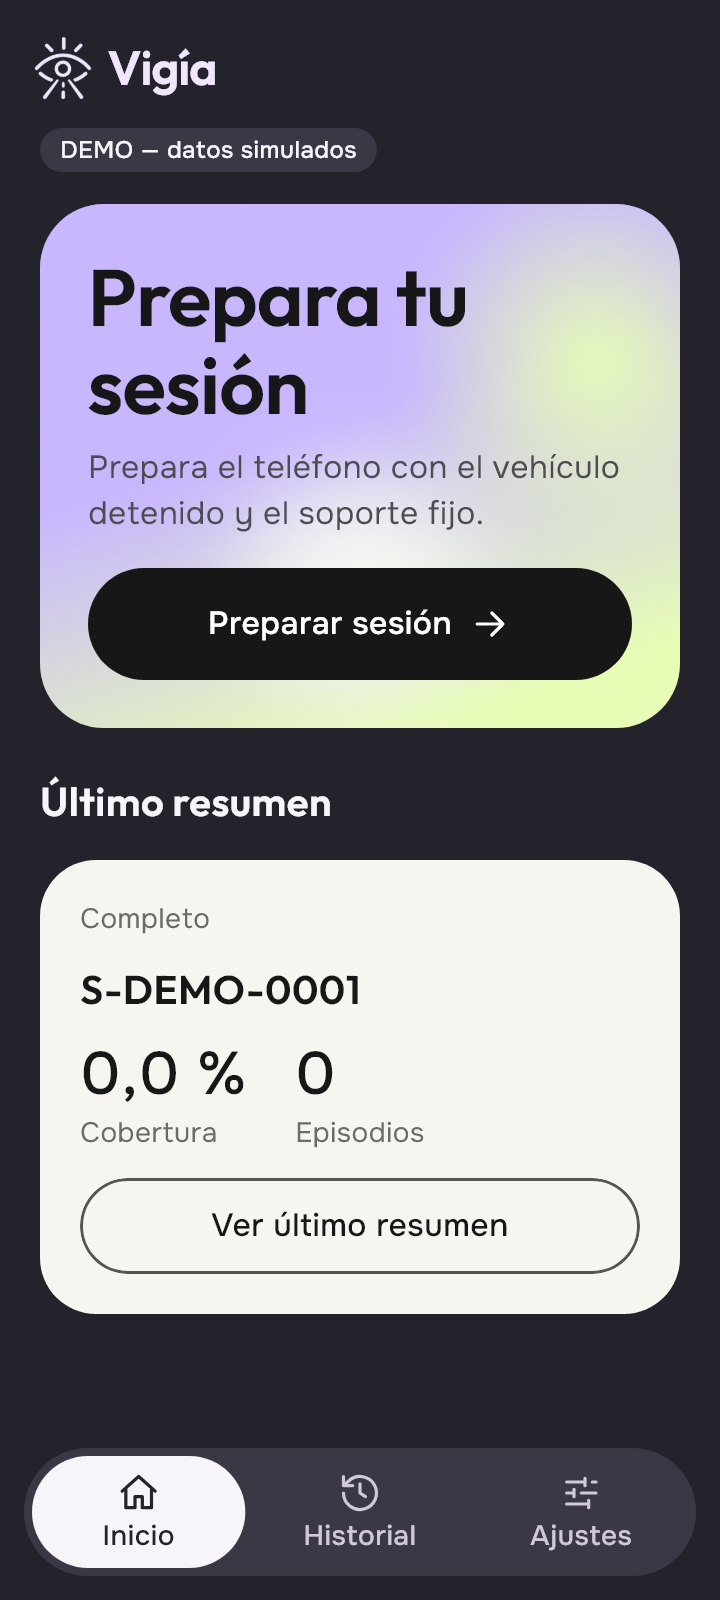 Vigía
DEMO — datos simulados
Prepara tu
sesión
Prepara el teléfono con el vehículo
detenido y el soporte fijo.
Preparar sesión →
Último resumen
Completo
S-DEMO-0001
0,0 % 0
Cobertura Episodios
Ver último resumen
Inicio Historial Ajustes